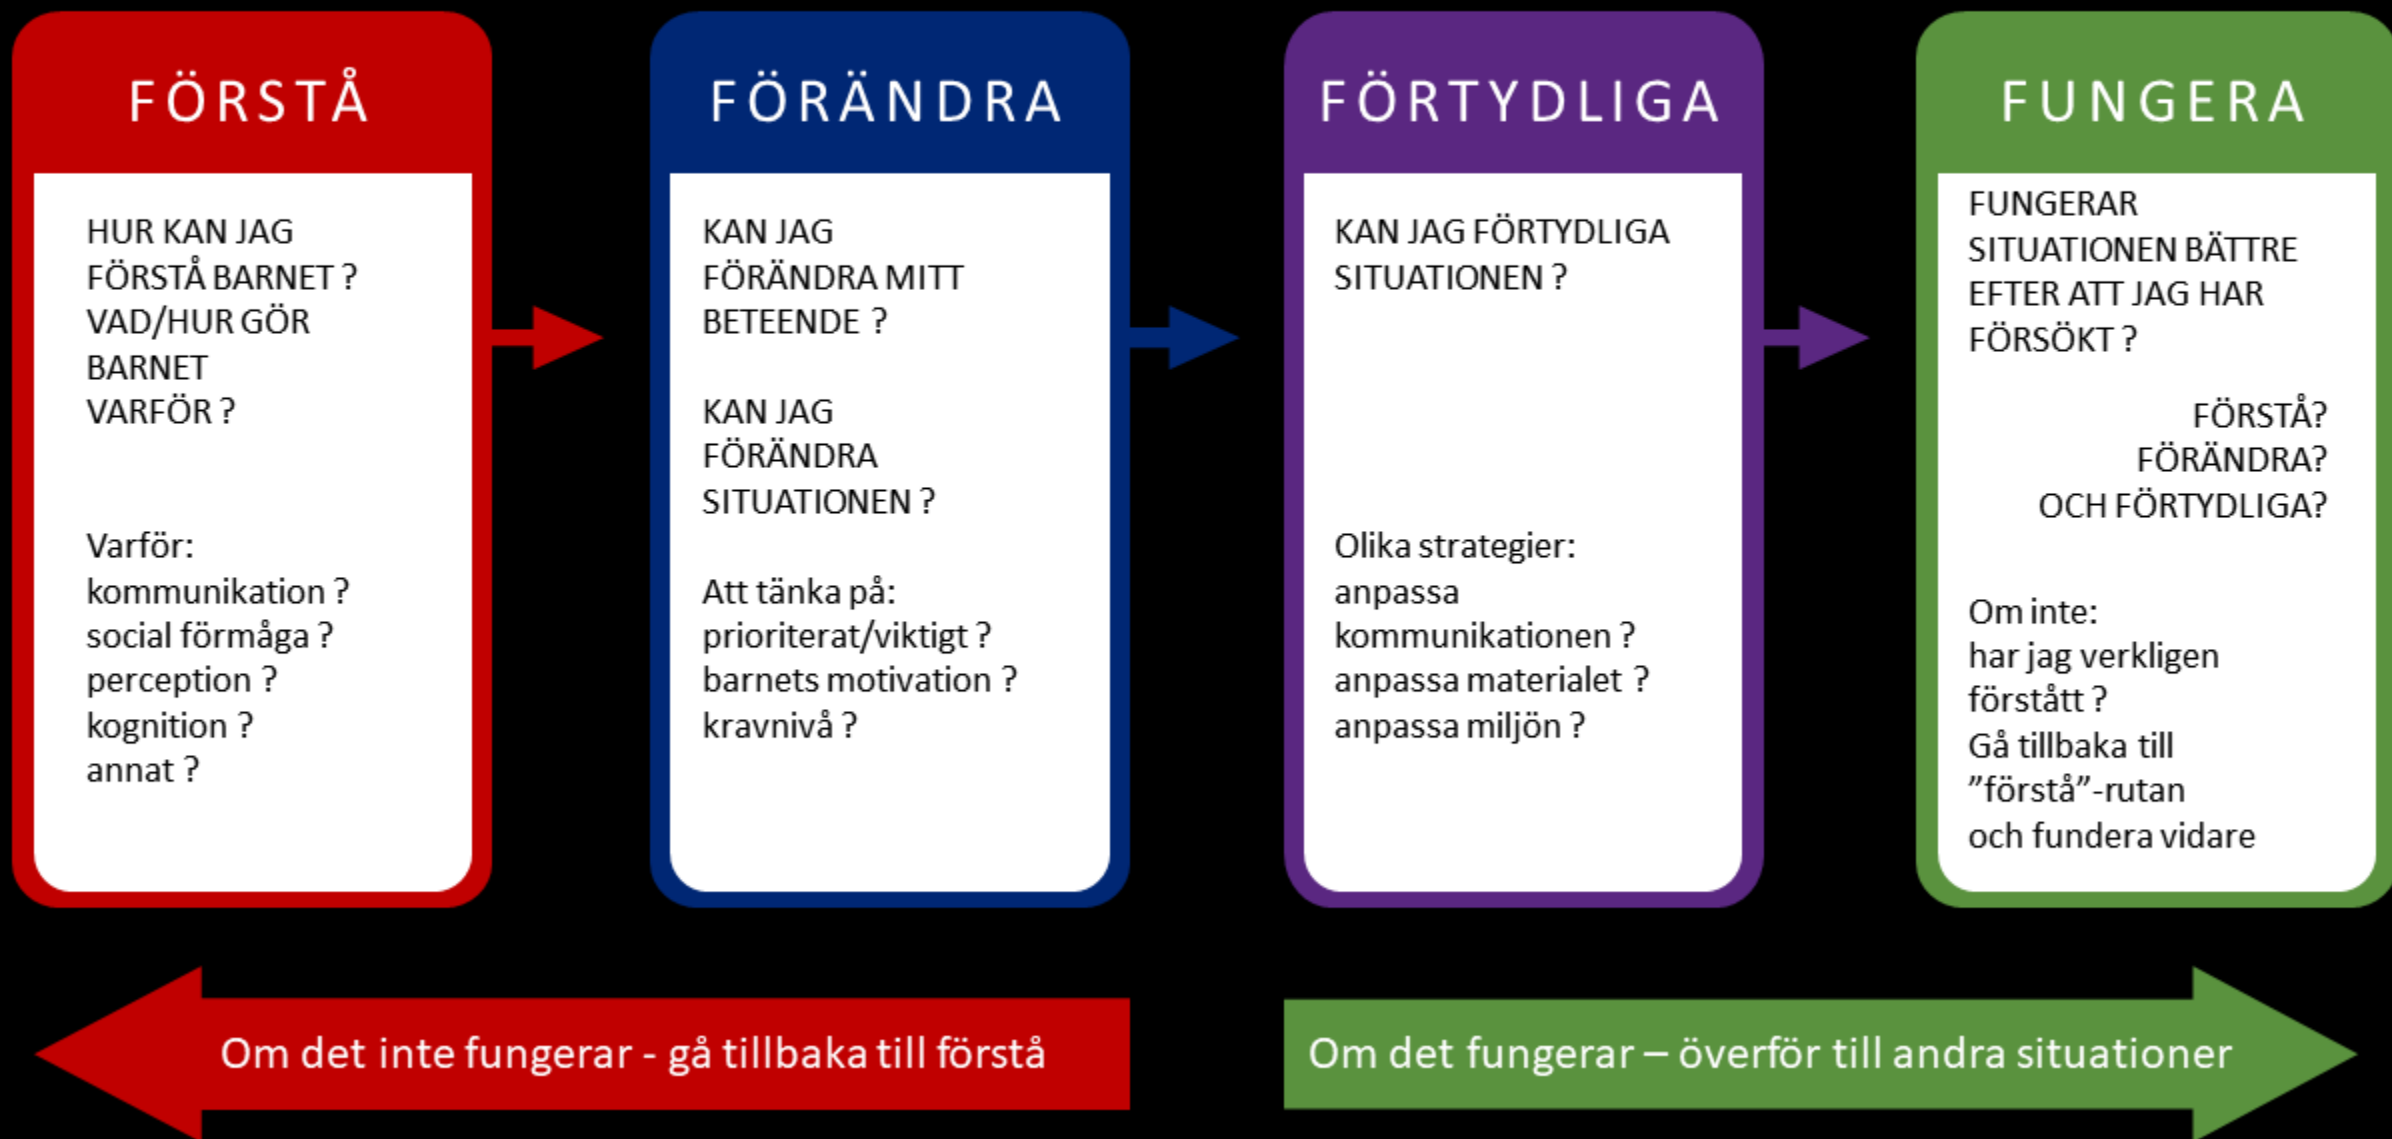 FÖRSTÅ
HUR KAN JAG
FÖRSTÅ BARNET ?
VAD/HUR GÖR
BARNET
VARFÖR ?
Varför:
kommunikation ?
social förmåga ?
perception ?
kognition ?
annat ?
FÖRÄNDRA
KAN JAG
FÖRÄNDRA MITT
BETEENDE ?
KAN JAG
FÖRÄNDRA
SITUATIONEN ?
Att tänka på:
prioriterat/viktigt ?
barnets motivation ?
kravnivå ?
FÖRTYDLIGA
KAN JAG FÖRTYDLIGA
SITUATIONEN ?
Olika strategier:
anpassa
kommunikationen ?
anpassa materialet ?
anpassa miljön ?
FUNGERA
FUNGERAR
SITUATIONEN BÄTTRE
EFTER ATT JAG HAR
FÖRSÖKT ?
FÖRSTÅ?
FÖRÄNDRA?
OCH FÖRTYDLIGA?
Om inte:
har jag verkligen
förstått ?
Gå tillbaka till
”förstå”-rutan
och fundera vidare
Om det inte fungerar - gå tillbaka till förstå
Om det fungerar – överför till andra situationer